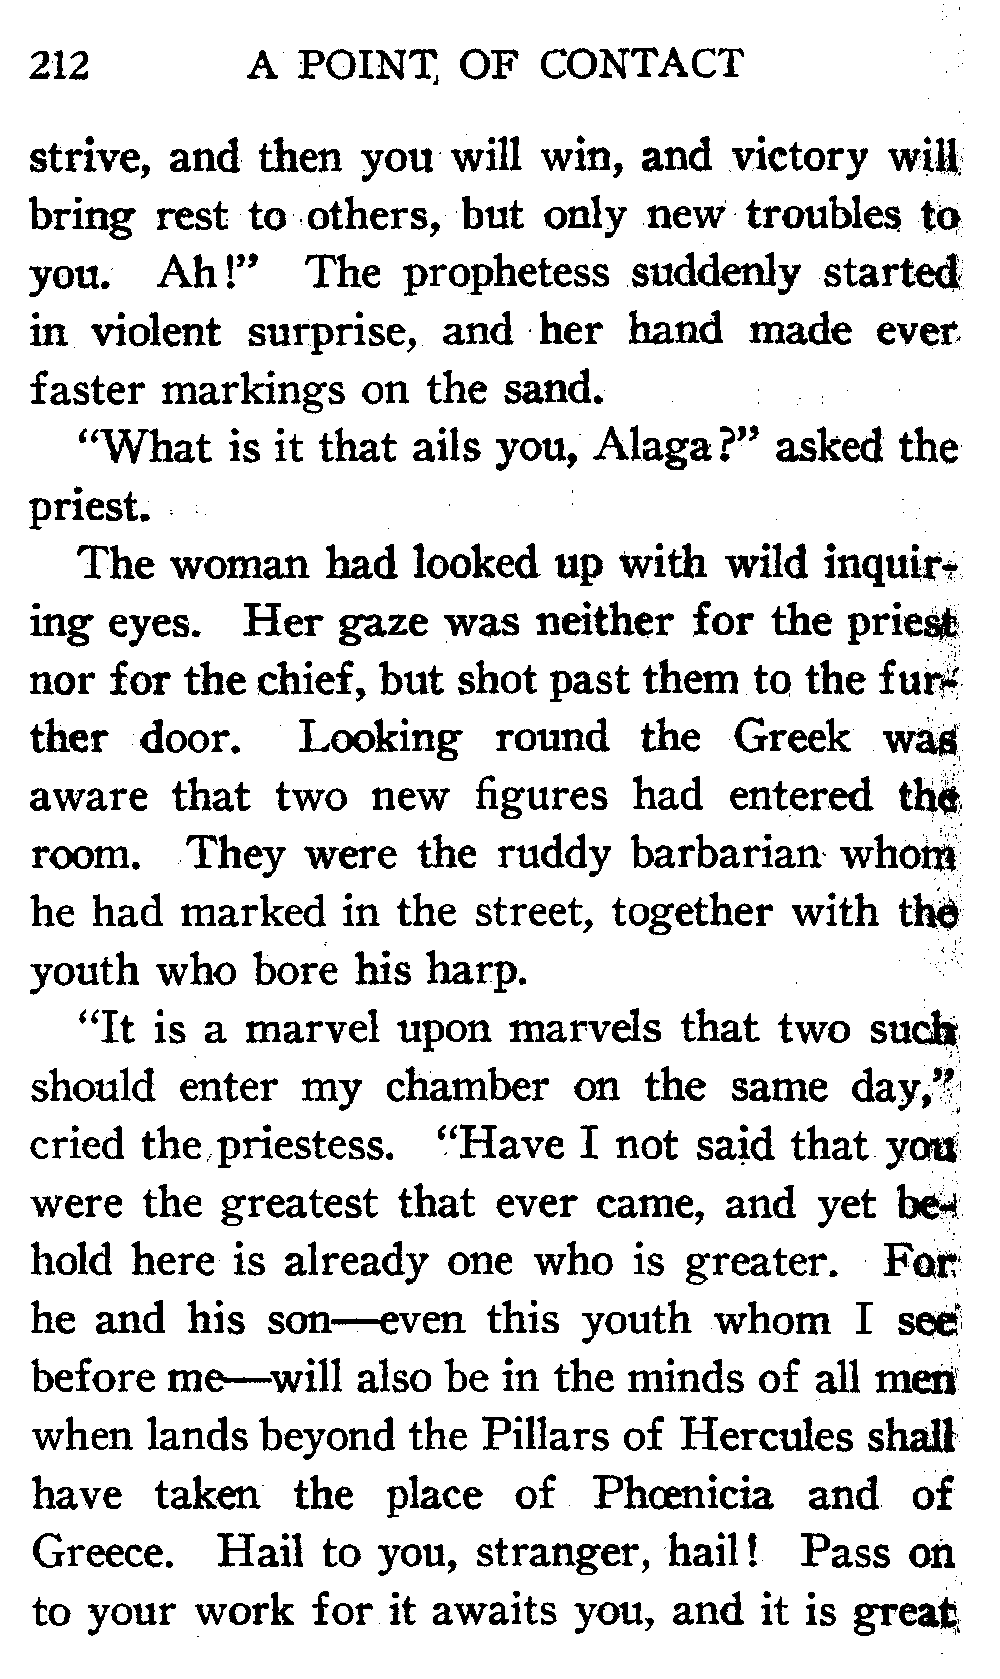 212 A POINT OF CONTACT
strive, and then you will win, and victory will
bring rest to others, but only new troubles to
you. Ah!” The prophetess suddenly started
in violent surprise, and her hand made ever
faster markings on the sand.
“What is it that ails you, Alaga?” asked the
priest.
The woman had looked up with wild inquir-
ing eyes. Her gaze was neither for the priest
nor for the chief, but shot past them to the fur-
ther door. Looking round the Greek was
aware that two new figures had entered the
room. They were the ruddy barbarian whom
he had marked in the street, together with the
youth who bore his harp.
“It is a marvel upon marvels that two such
should enter my chamber on the same day,”
cried the priestess. “Have I not said that you
were the greatest that ever came, and yet be-
hold here is already one who is greater. For
he and his son—even this youth whom I see
before me—will also be in the minds of all men
when lands beyond the Pillars of Hercules shall
have taken the place of Phœnicia and of
Greece. Hail to you, stranger, hail! Pass on
to your work for it awaits you, and it is great